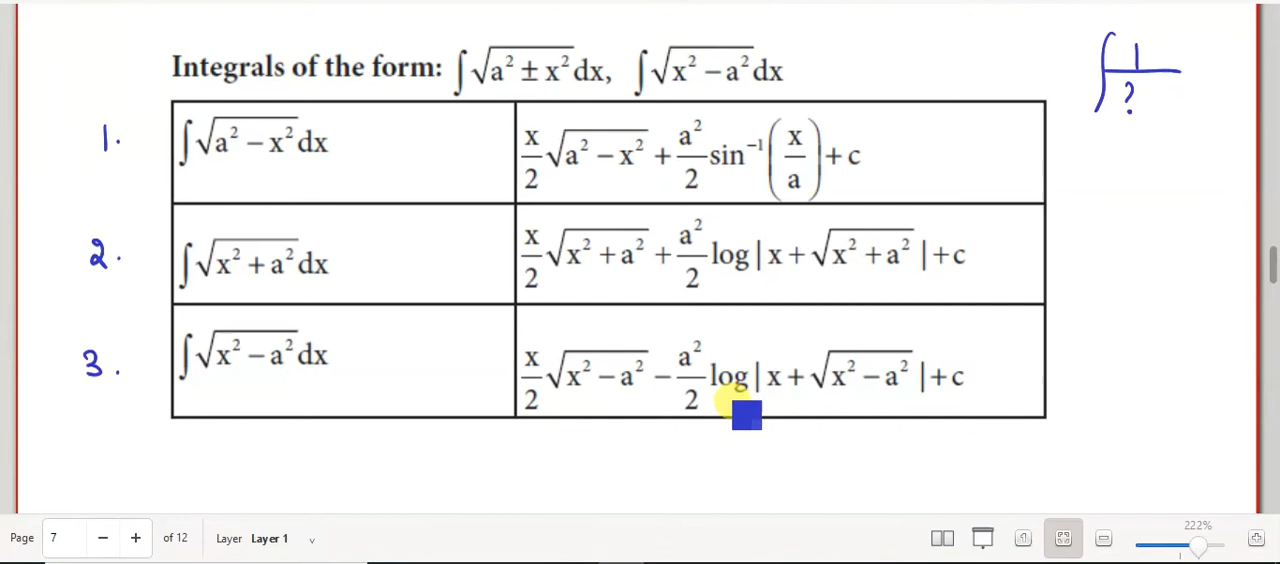 Integrals of the form: ∫√(a² ± x²) dx, ∫√(x² − a²) dx
∫ 1/?
1. ∫√(a² − x²) dx    x/2 √(a² − x²) + a²/2 sin⁻¹(x/a) + c
2. ∫√(x² + a²) dx    x/2 √(x² + a²) + a²/2 log|x + √(x² + a²)| + c
3. ∫√(x² − a²) dx    x/2 √(x² − a²) − a²/2 log|x + √(x² − a²)| + c
Page 7 − + of 12 Layer Layer 1 222%